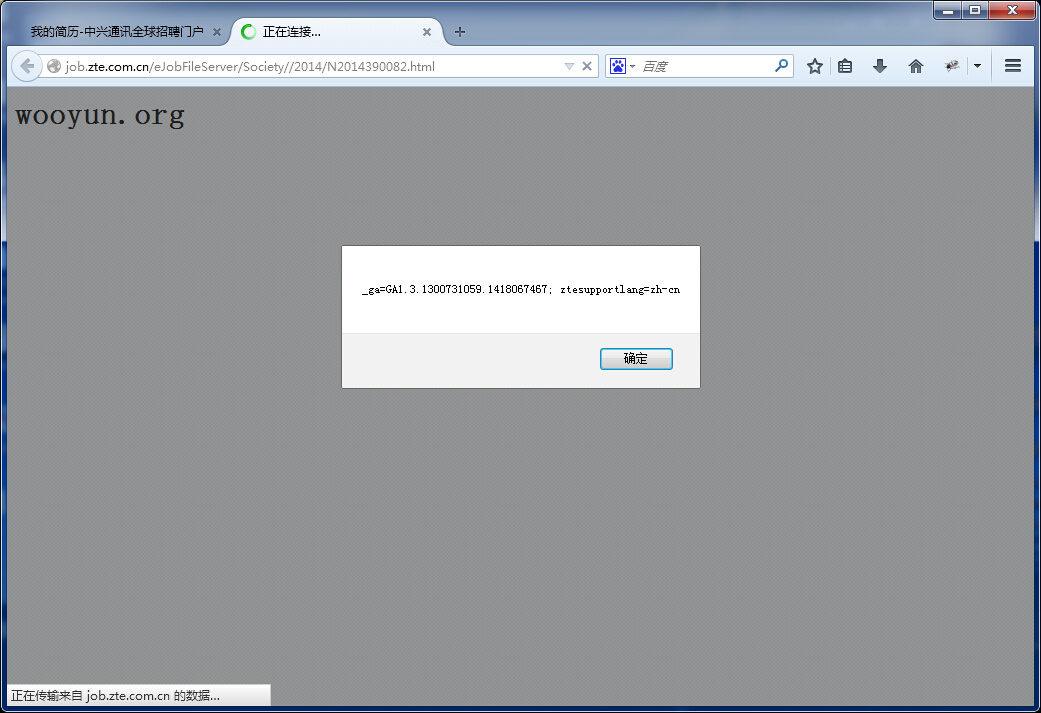 我的简历-中兴通讯全球招聘门户
正在连接...
job.zte.com.cn/eJobFileServer/Society//2014/N2014390082.html
百度
wooyun.org
_ga=GA1.3.1300731059.1418067467; ztesupportlang=zh-cn
确定
正在传输来自 job.zte.com.cn 的数据...